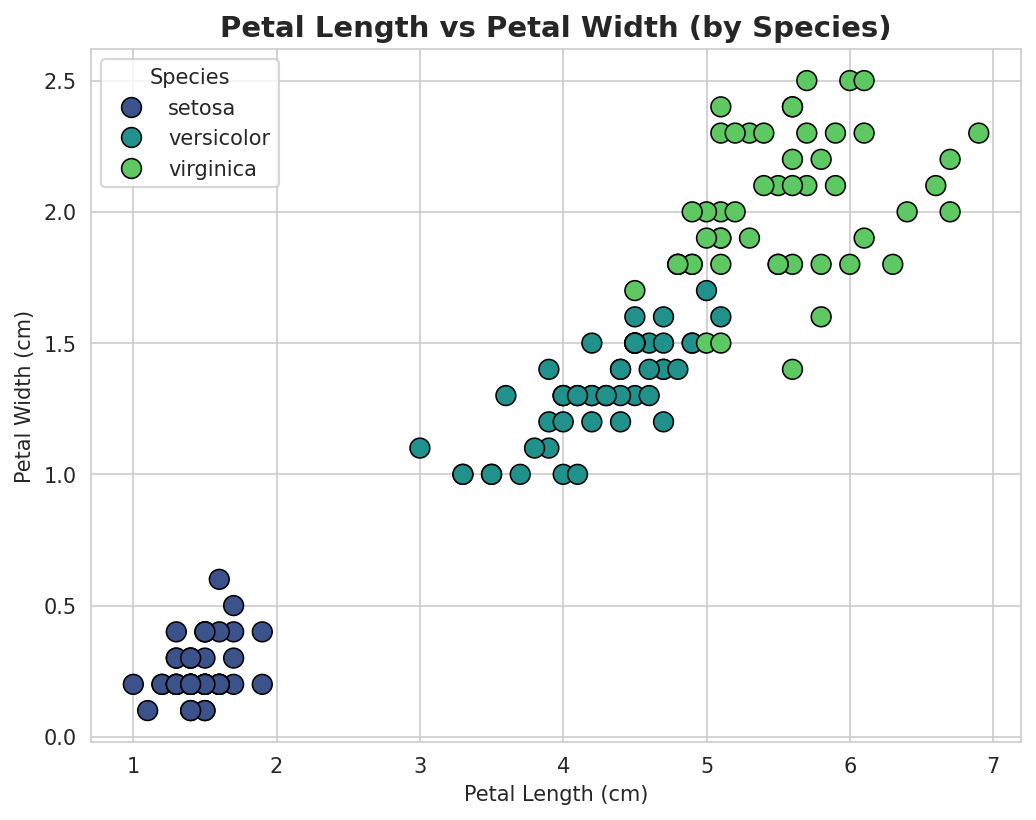 Petal Length vs Petal Width (by Species)
Species
setosa
versicolor
virginica
2.5
2.0
1.5
1.0
0.5
0.0
Petal Width (cm)
1 2 3 4 5 6 7
Petal Length (cm)